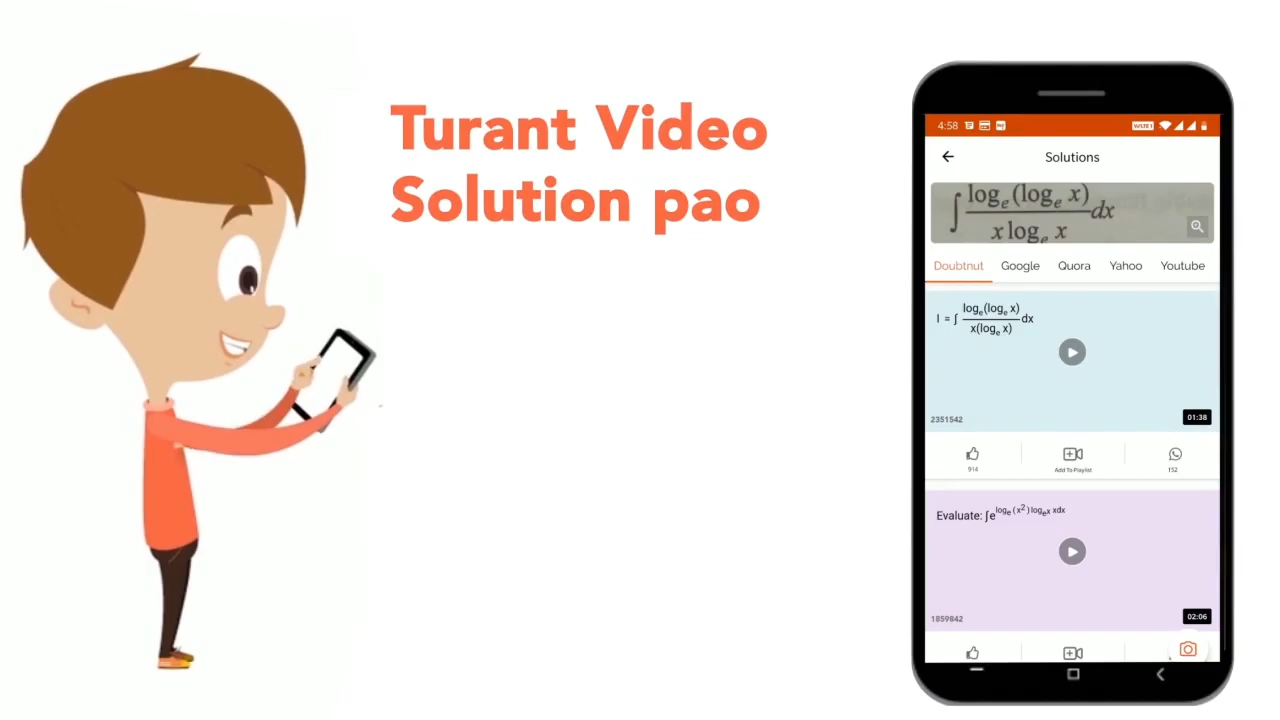 Turant Video
Solution pao
4:58
Solutions
∫ logₑ(logₑ x) / x logₑ x dx
Doubtnut Google Quora Yahoo Youtube
I = ∫ logₑ(logₑ x) / x(logₑ x) dx
2351542 01:38
914 Add To Playlist 152
Evaluate: ∫e^logₑ(x²)logₑx xdx
1859842 02:06